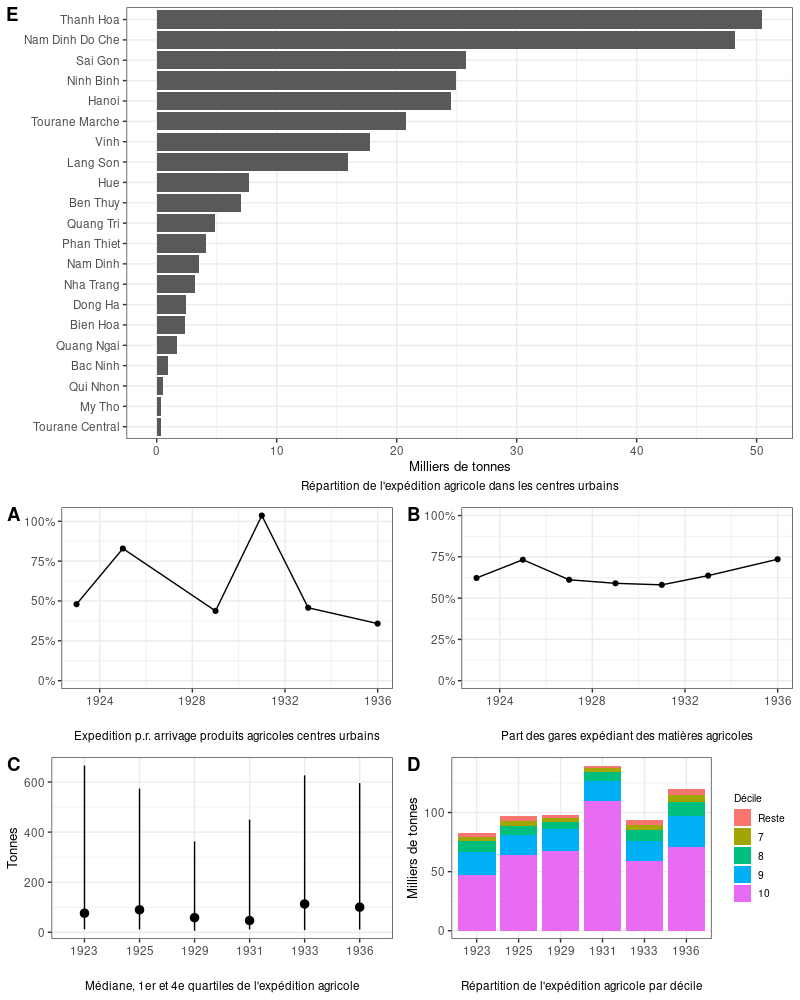 E
Thanh Hoa
Nam Dinh Do Che
Sai Gon
Ninh Binh
Hanoi
Tourane Marche
Vinh
Lang Son
Hue
Ben Thuy
Quang Tri
Phan Thiet
Nam Dinh
Nha Trang
Dong Ha
Bien Hoa
Quang Ngai
Bac Ninh
Qui Nhon
My Tho
Tourane Central
0 10 20 30 40 50
Milliers de tonnes
Répartition de l'expédition agricole dans les centres urbains
A
100%
75%
50%
25%
0%
1924 1928 1932 1936
Expedition p.r. arrivage produits agricoles centres urbains
B
100%
75%
50%
25%
0%
1924 1928 1932 1936
Part des gares expédiant des matières agricoles
C
Tonnes
600
400
200
0
1923 1925 1929 1931 1933 1936
Médiane, 1er et 4e quartiles de l'expédition agricole
D
Milliers de tonnes
100
50
0
1923 1925 1929 1931 1933 1936
Décile
Reste
7
8
9
10
Répartition de l'expédition agricole par décile